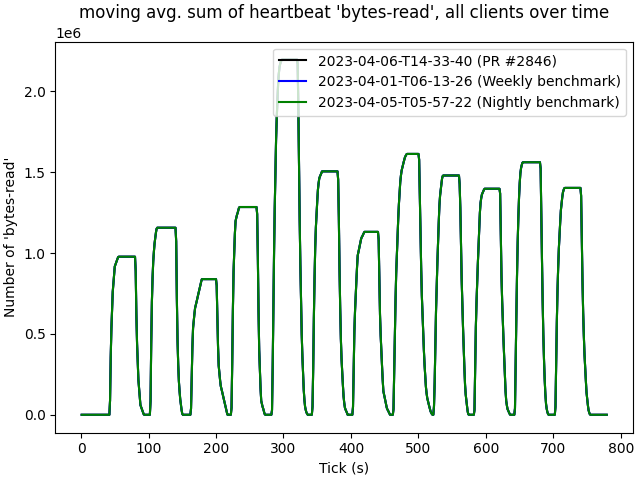 moving avg. sum of heartbeat 'bytes-read', all clients over time
1e6
2023-04-06-T14-33-40 (PR #2846)
2023-04-01-T06-13-26 (Weekly benchmark)
2023-04-05-T05-57-22 (Nightly benchmark)
2.0
1.5
1.0
0.5
0.0
Number of 'bytes-read'
0 100 200 300 400 500 600 700 800
Tick (s)